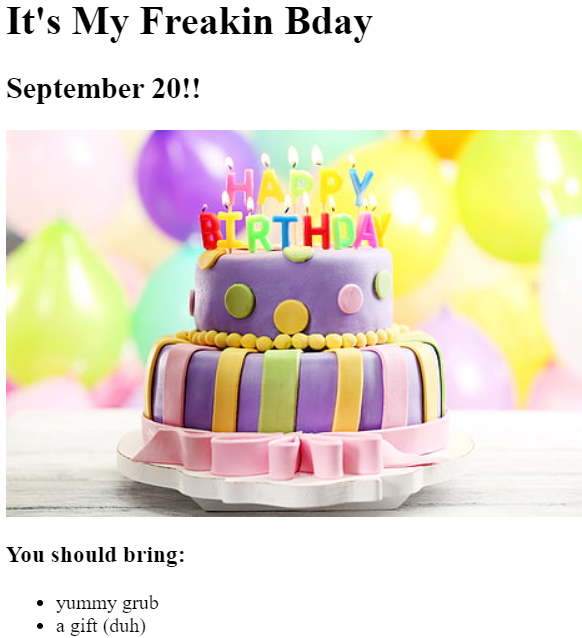 It's My Freakin Bday
September 20!!
HAPPY
BIRTHDAY
You should bring:
yummy grub
a gift (duh)